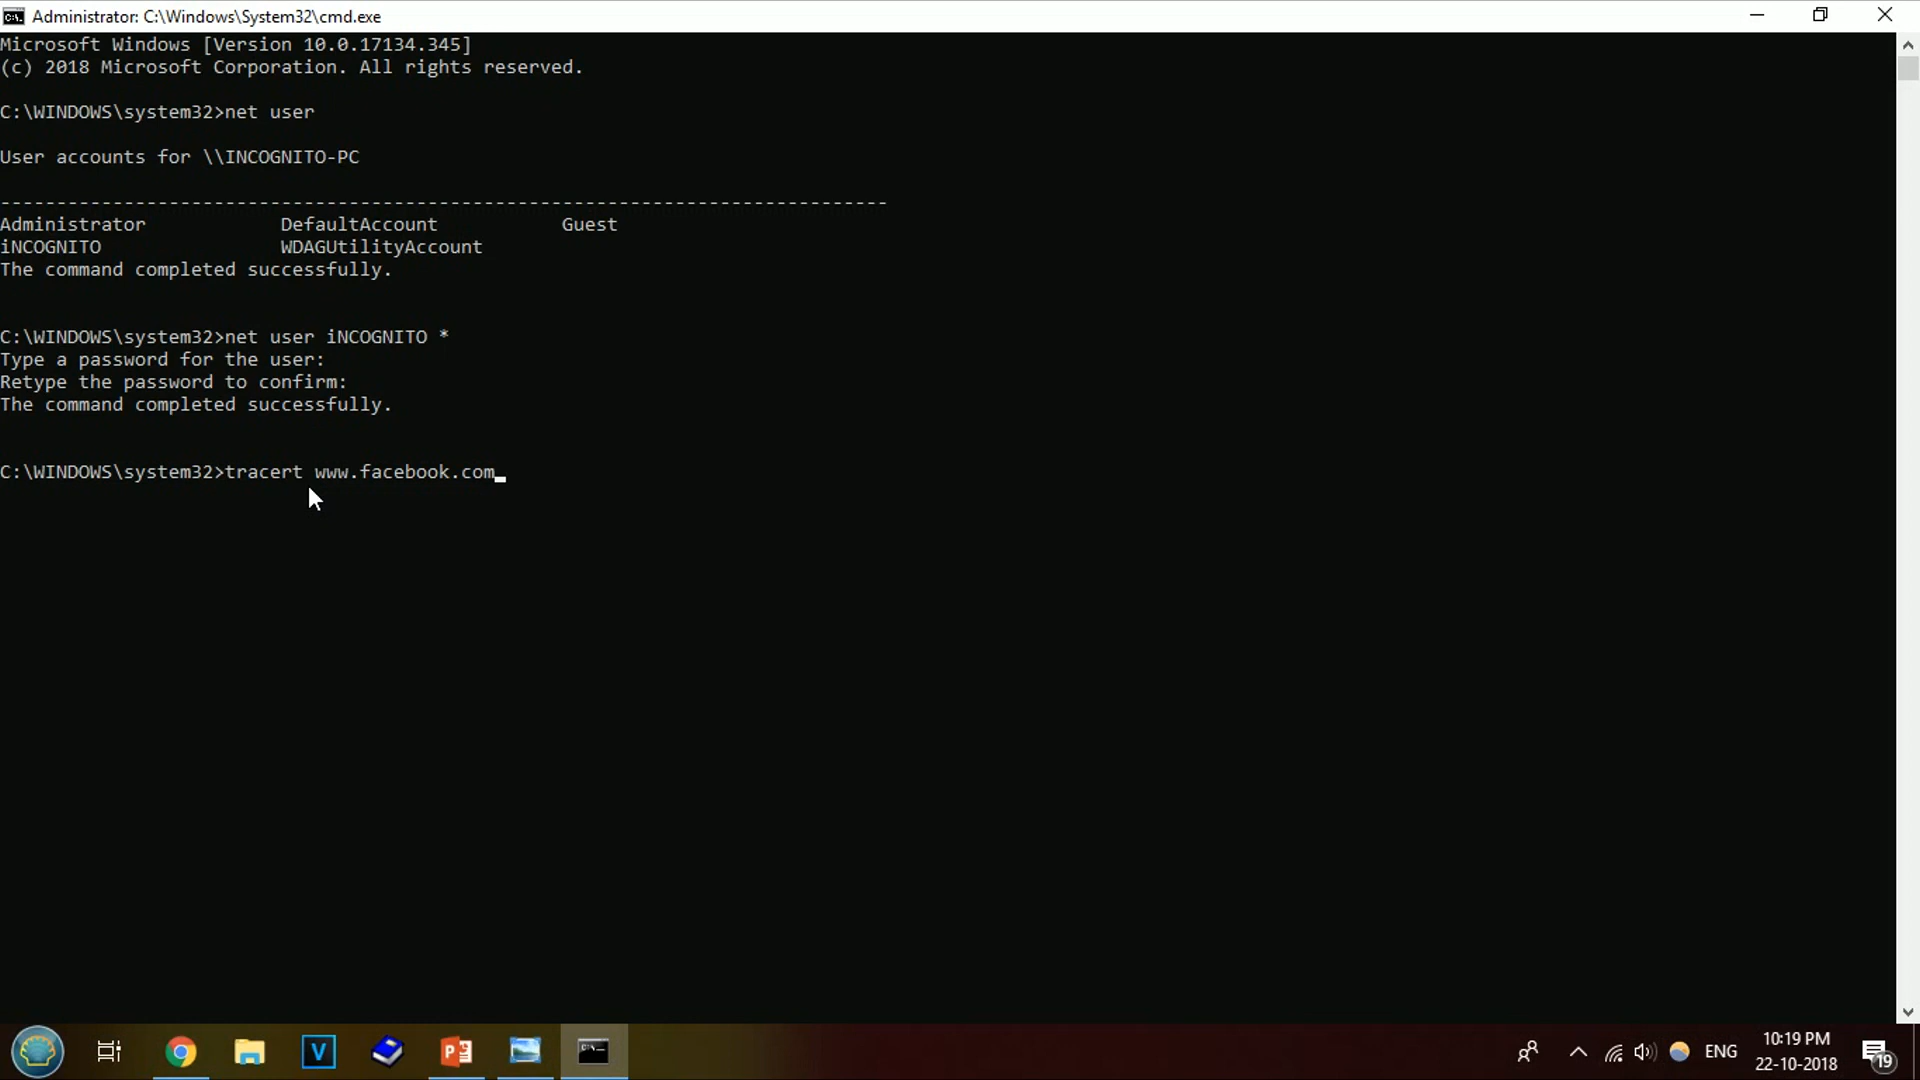 Administrator: C:\Windows\System32\cmd.exe
Microsoft Windows [Version 10.0.17134.345]
(c) 2018 Microsoft Corporation. All rights reserved.
C:\WINDOWS\system32>net user
User accounts for \\INCOGNITO-PC
-------------------------------------------------------------------------------
Administrator            DefaultAccount           Guest
iNCOGNITO                WDAGUtilityAccount
The command completed successfully.
C:\WINDOWS\system32>net user iNCOGNITO *
Type a password for the user:
Retype the password to confirm:
The command completed successfully.
C:\WINDOWS\system32>tracert www.facebook.com_
ENG
10:19 PM
22-10-2018
19